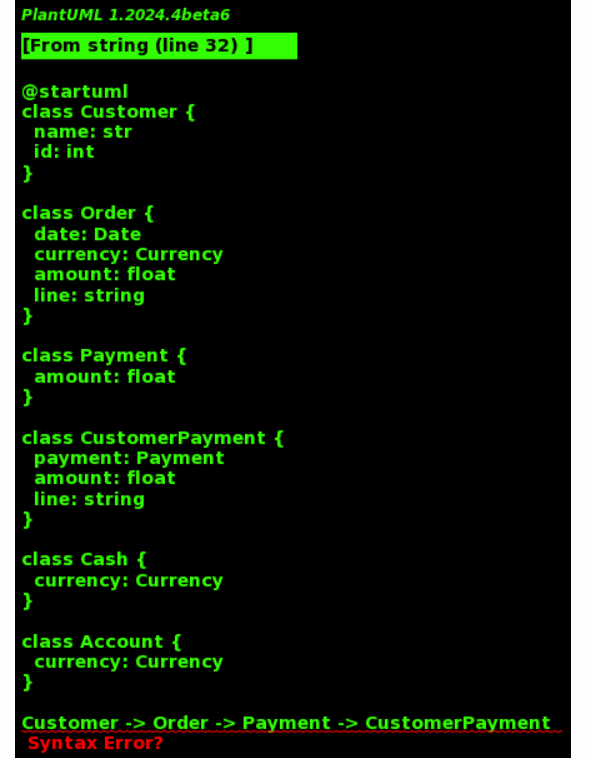 PlantUML 1.2024.4beta6
[From string (line 32) ]
@startuml
class Customer {
name: str
id: int
}
class Order {
date: Date
currency: Currency
amount: float
line: string
}
class Payment {
amount: float
}
class CustomerPayment {
payment: Payment
amount: float
line: string
}
class Cash {
currency: Currency
}
class Account {
currency: Currency
}
Customer -> Order -> Payment -> CustomerPayment
Syntax Error?